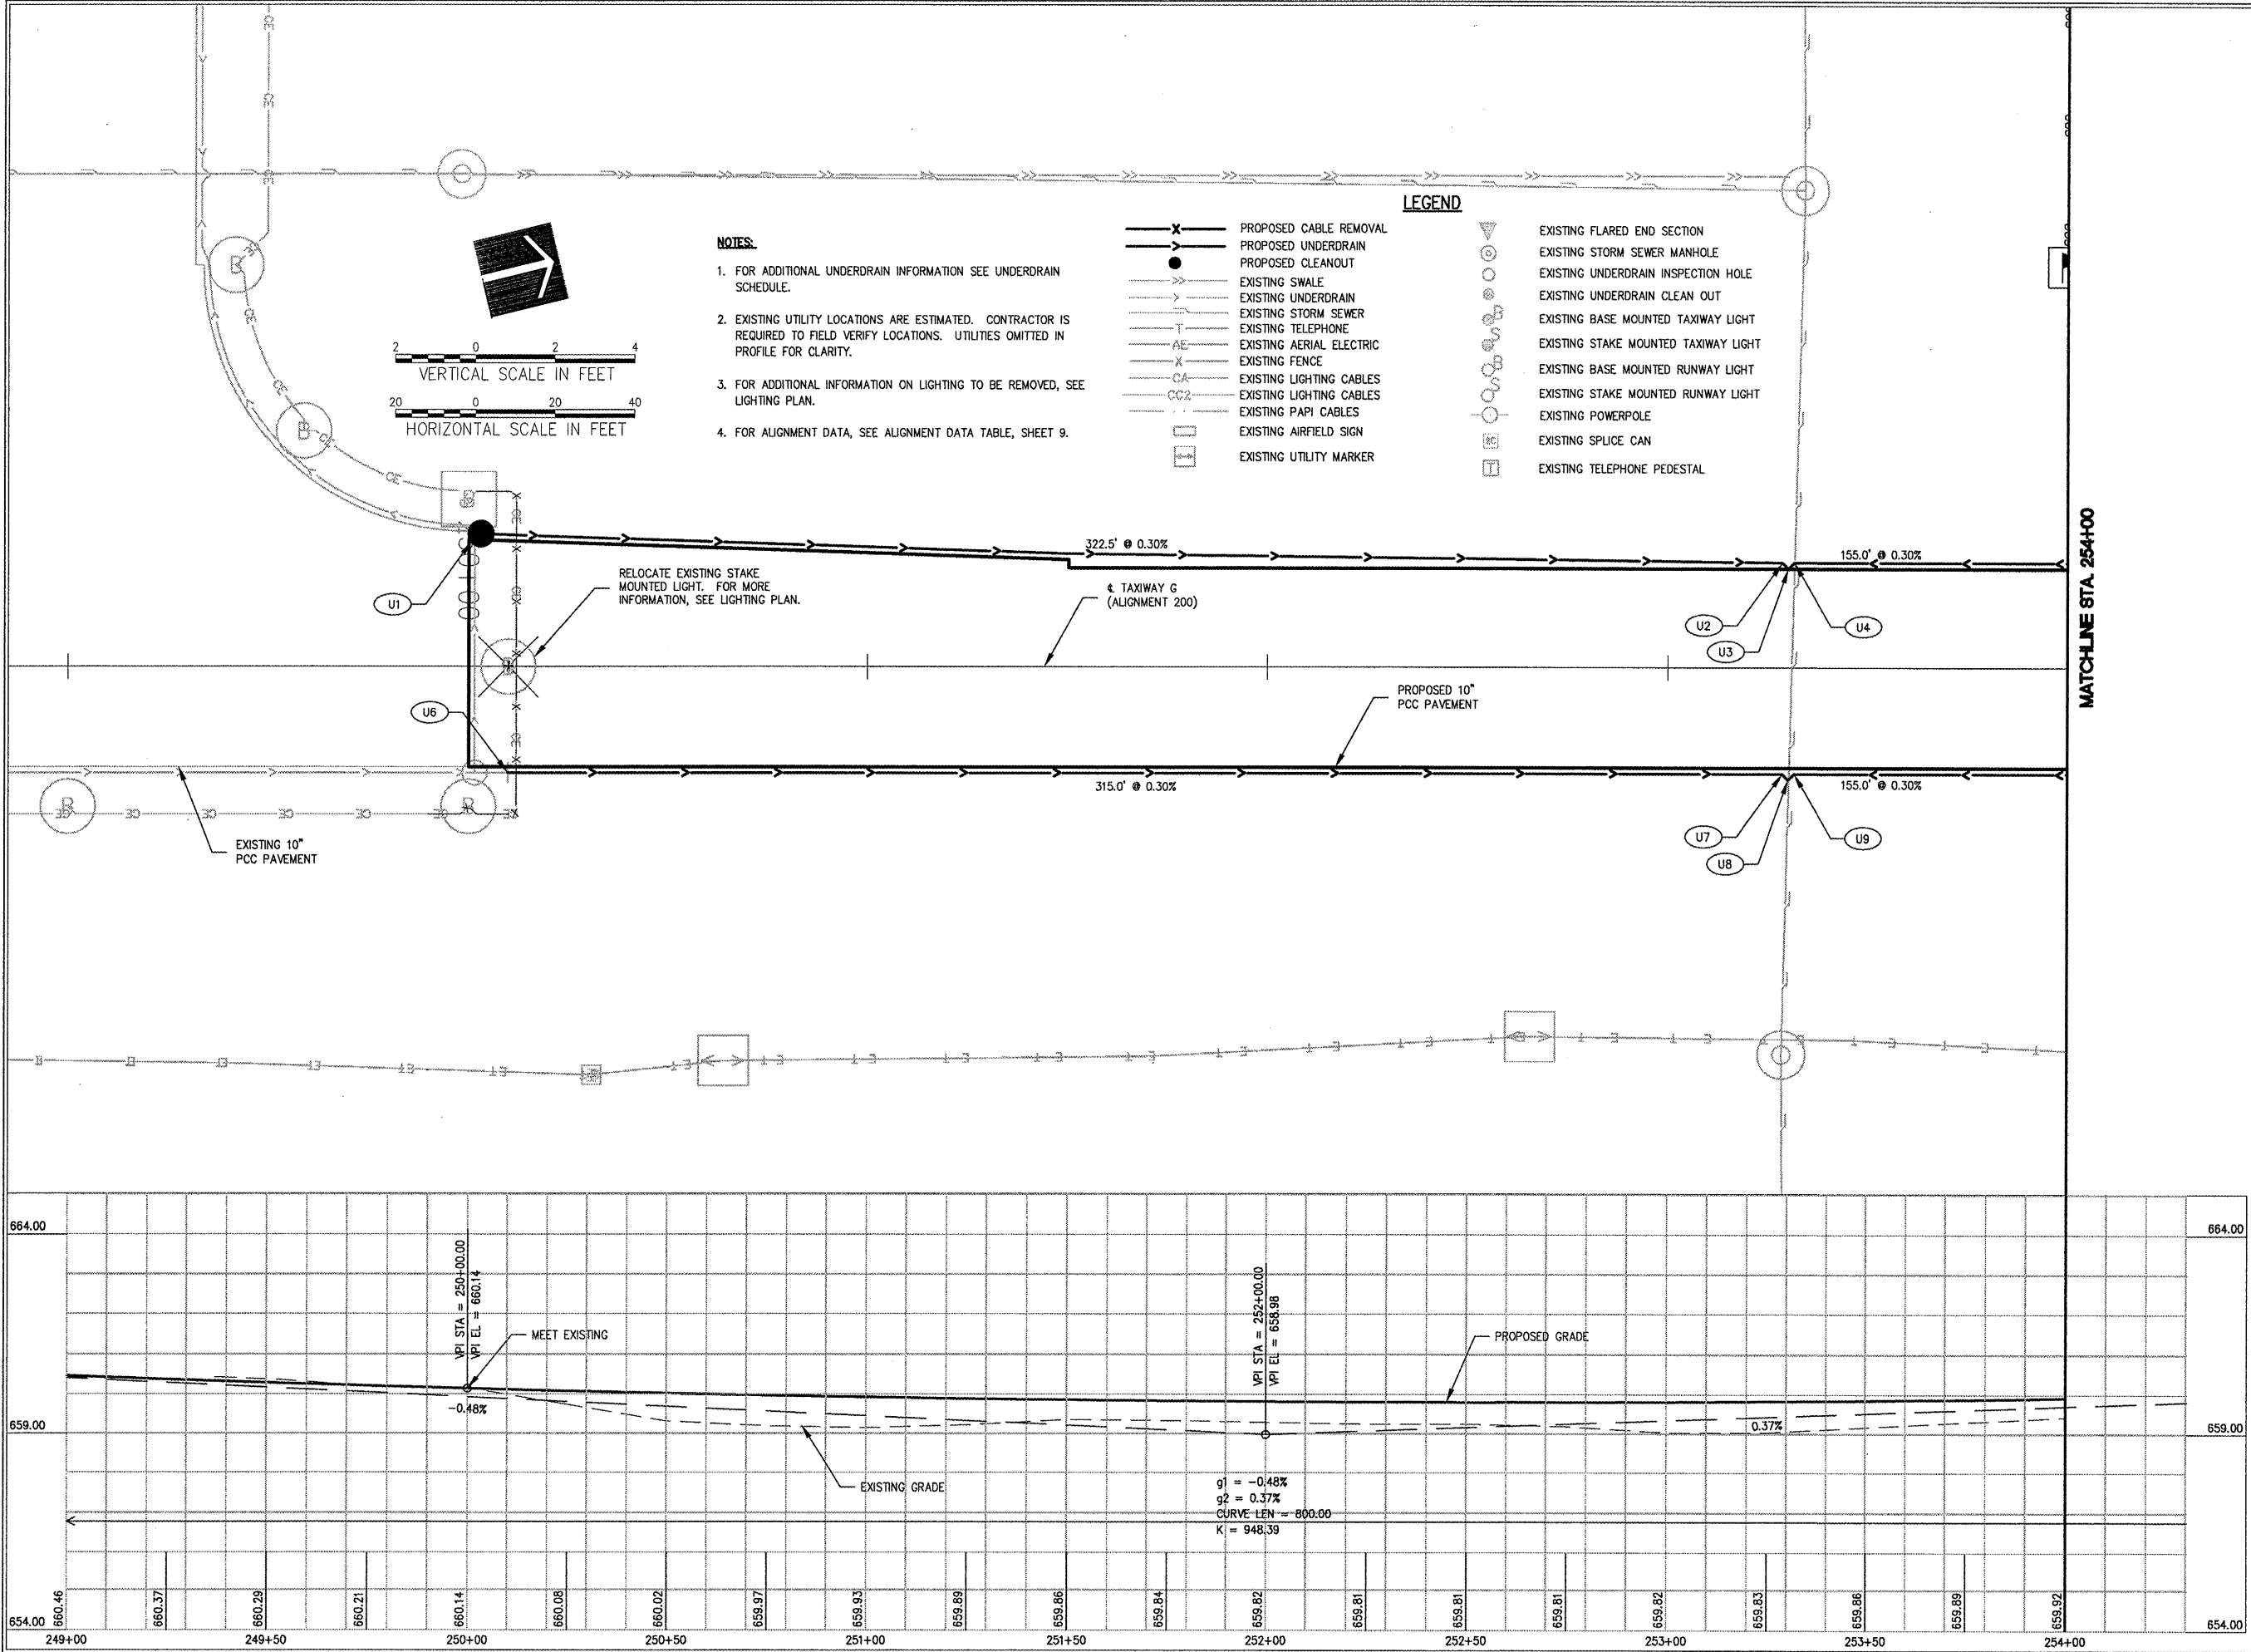 LEGEND
PROPOSED CABLE REMOVAL
PROPOSED UNDERDRAIN
PROPOSED CLEANOUT
EXISTING SWALE
EXISTING UNDERDRAIN
EXISTING STORM SEWER
T EXISTING TELEPHONE
AE EXISTING AERIAL ELECTRIC
X EXISTING FENCE
CA EXISTING LIGHTING CABLES
CC2 EXISTING LIGHTING CABLES
EXISTING PAPI CABLES
EXISTING AIRFIELD SIGN
EXISTING UTILITY MARKER
EXISTING FLARED END SECTION
EXISTING STORM SEWER MANHOLE
EXISTING UNDERDRAIN INSPECTION HOLE
EXISTING UNDERDRAIN CLEAN OUT
B EXISTING BASE MOUNTED TAXIWAY LIGHT
S EXISTING STAKE MOUNTED TAXIWAY LIGHT
B EXISTING BASE MOUNTED RUNWAY LIGHT
S EXISTING STAKE MOUNTED RUNWAY LIGHT
EXISTING POWERPOLE
EXISTING SPLICE CAN
T EXISTING TELEPHONE PEDESTAL
NOTES:
1. FOR ADDITIONAL UNDERDRAIN INFORMATION SEE UNDERDRAIN
SCHEDULE.
2. EXISTING UTILITY LOCATIONS ARE ESTIMATED. CONTRACTOR IS
REQUIRED TO FIELD VERIFY LOCATIONS. UTILITIES OMITTED IN
PROFILE FOR CLARITY.
3. FOR ADDITIONAL INFORMATION ON LIGHTING TO BE REMOVED, SEE
LIGHTING PLAN.
4. FOR ALIGNMENT DATA, SEE ALIGNMENT DATA TABLE, SHEET 9.
2 0 2 4
VERTICAL SCALE IN FEET
20 0 20 40
HORIZONTAL SCALE IN FEET
322.5' @ 0.30%
155.0' @ 0.30%
RELOCATE EXISTING STAKE
MOUNTED LIGHT. FOR MORE
INFORMATION, SEE LIGHTING PLAN.
℄ TAXIWAY G
(ALIGNMENT 200)
U1
U2
U3
U4
MATCHLINE STA. 254+00
U6
PROPOSED 10"
PCC PAVEMENT
315.0' @ 0.30%
155.0' @ 0.30%
EXISTING 10"
PCC PAVEMENT
U7
U8
U9
664.00
664.00
VPI STA = 250+00.00
VPI EL = 660.14
MEET EXISTING
-0.48%
VPI STA = 252+00.00
VPI EL = 658.98
PROPOSED GRADE
659.00
659.00
0.37%
EXISTING GRADE
g1 = -0.48%
g2 = 0.37%
CURVE LEN = 800.00
K = 948.39
654.00
660.46 660.37 660.29 660.21 660.14 660.08 660.02 659.97 659.93 659.89 659.86 659.84 659.82 659.81 659.81 659.81 659.82 659.83 659.86 659.89 659.92
654.00
249+00 249+50 250+00 250+50 251+00 251+50 252+00 252+50 253+00 253+50 254+00